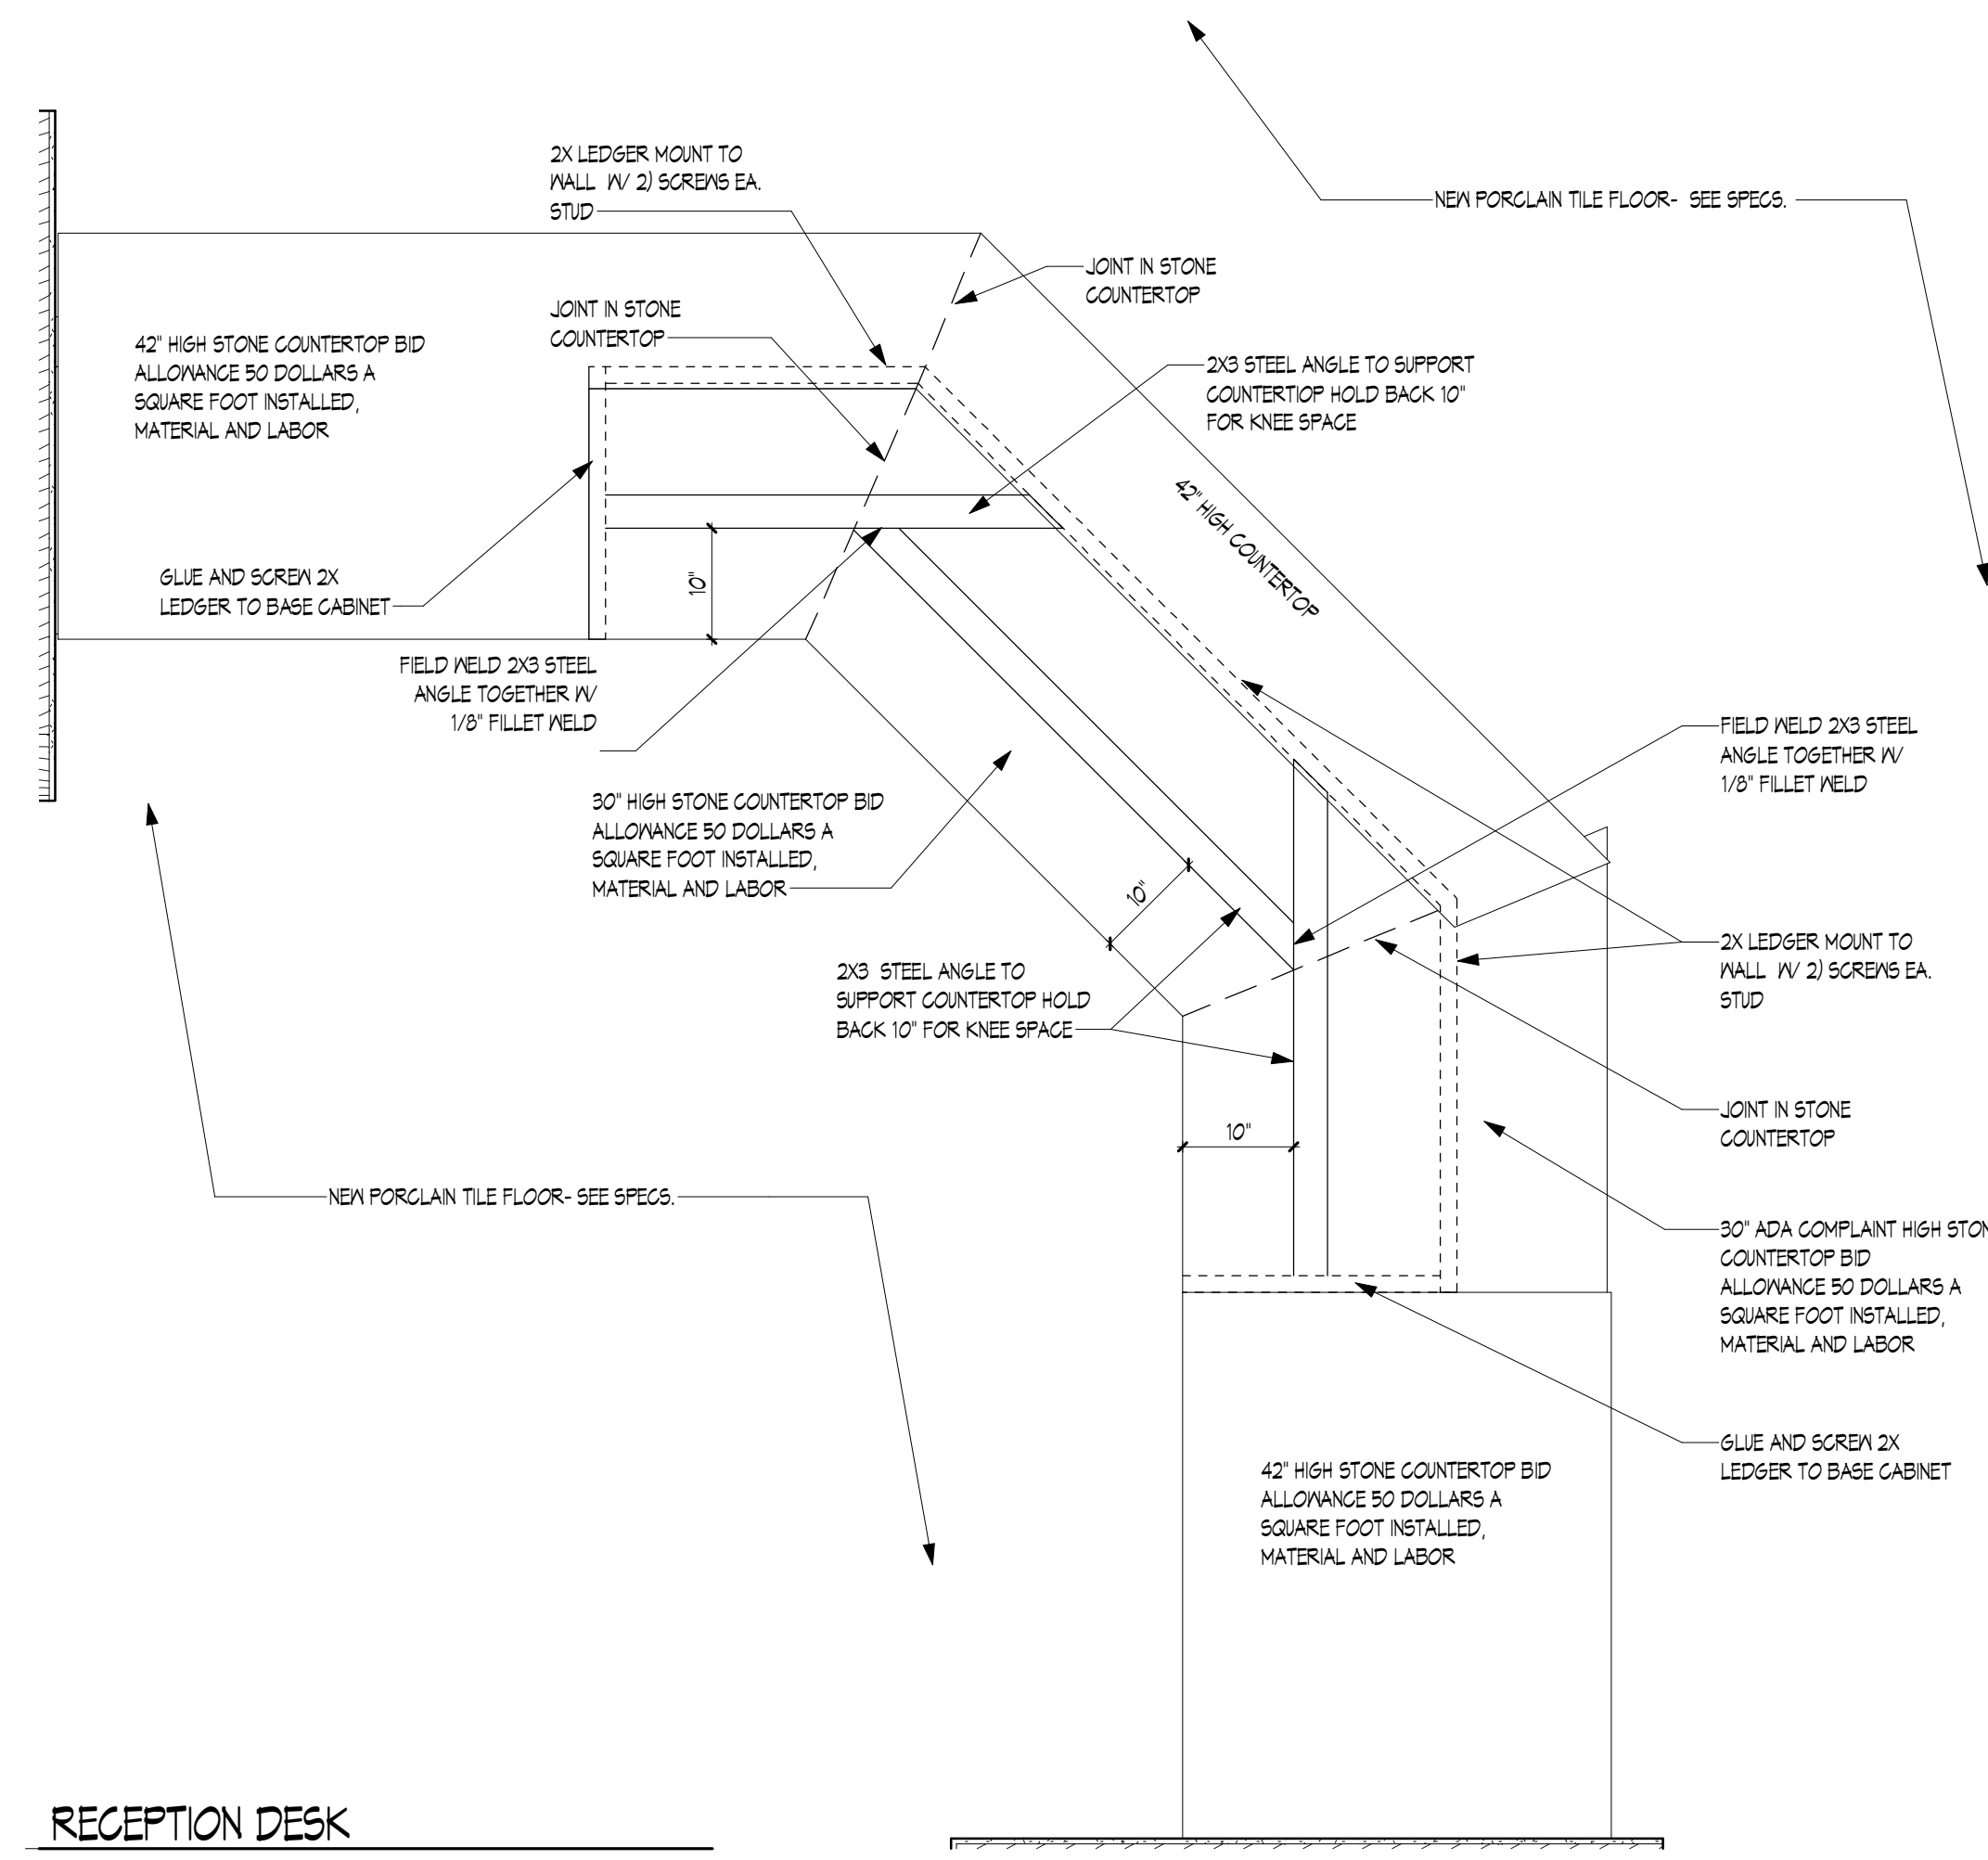 2X LEDGER MOUNT TO
WALL W/ 2) SCREWS EA.
STUD
NEW PORCLAIN TILE FLOOR- SEE SPECS.
JOINT IN STONE
COUNTERTOP
JOINT IN STONE
COUNTERTOP
42" HIGH STONE COUNTERTOP BID
ALLOWANCE 50 DOLLARS A
SQUARE FOOT INSTALLED,
MATERIAL AND LABOR
2X3 STEEL ANGLE TO SUPPORT
COUNTERTIOP HOLD BACK 10"
FOR KNEE SPACE
42" HIGH COUNTERTOP
GLUE AND SCREW 2X
LEDGER TO BASE CABINET
10"
FIELD WELD 2X3 STEEL
ANGLE TOGETHER W/
1/8" FILLET WELD
FIELD WELD 2X3 STEEL
ANGLE TOGETHER W/
1/8" FILLET WELD
30" HIGH STONE COUNTERTOP BID
ALLOWANCE 50 DOLLARS A
SQUARE FOOT INSTALLED,
MATERIAL AND LABOR
10"
2X LEDGER MOUNT TO
WALL W/ 2) SCREWS EA.
STUD
2X3 STEEL ANGLE TO
SUPPORT COUNTERTOP HOLD
BACK 10" FOR KNEE SPACE
JOINT IN STONE
COUNTERTOP
10"
NEW PORCLAIN TILE FLOOR- SEE SPECS.
30" ADA COMPLAINT HIGH STON
COUNTERTOP BID
ALLOWANCE 50 DOLLARS A
SQUARE FOOT INSTALLED,
MATERIAL AND LABOR
GLUE AND SCREW 2X
LEDGER TO BASE CABINET
42" HIGH STONE COUNTERTOP BID
ALLOWANCE 50 DOLLARS A
SQUARE FOOT INSTALLED,
MATERIAL AND LABOR
RECEPTION DESK